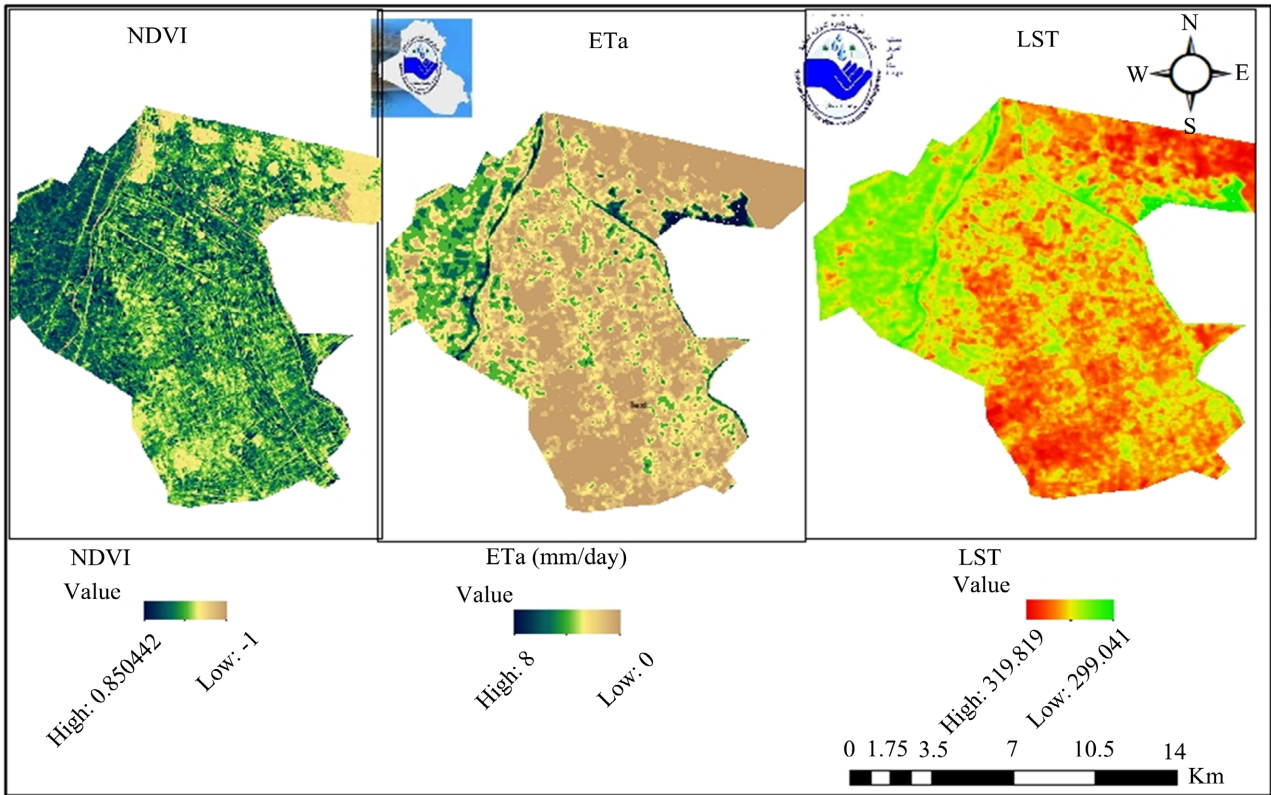 NDVI
ETa
LST
N
W
E
S
NDVI
Value
High: 0.850442
Low: -1
ETa (mm/day)
Value
High: 8
Low: 0
LST
Value
High: 319.819
Low: 299.041
0 1.75 3.5 7 10.5 14
Km